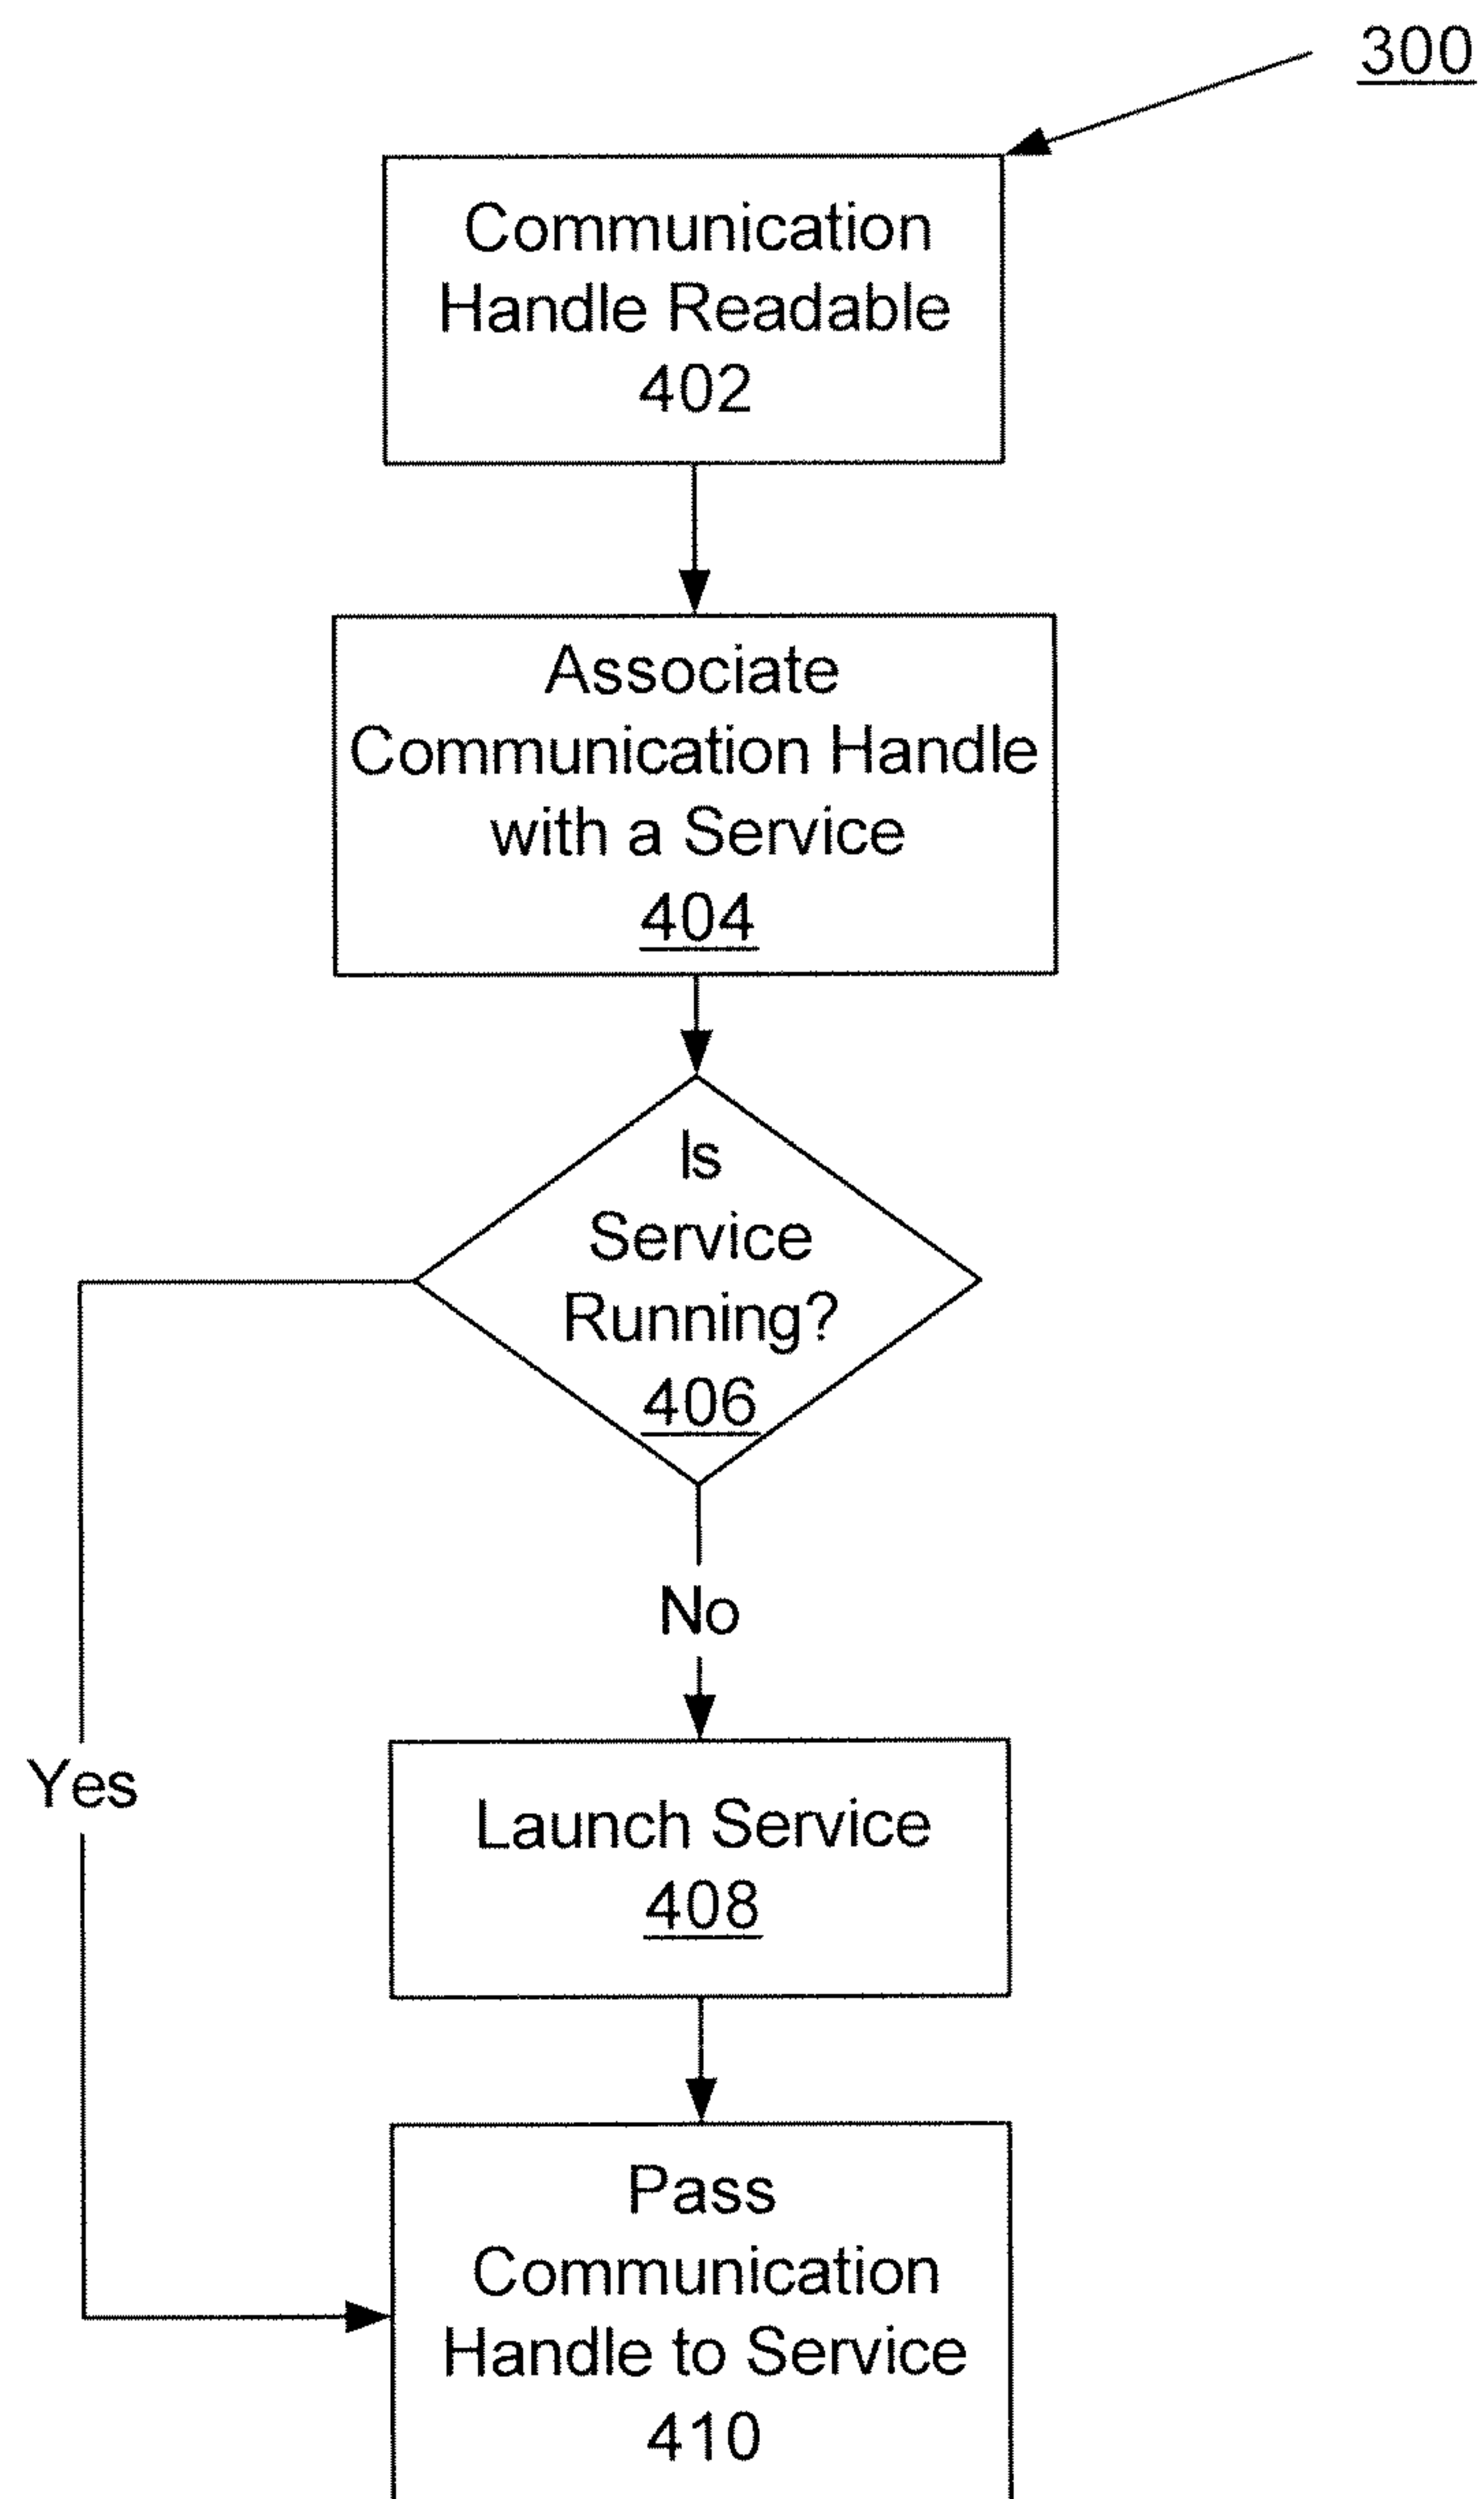 300
Communication
Handle Readable
402
Associate
Communication Handle
with a Service
404
Is
Service
Running?
406
No
Yes
Launch Service
408
Pass
Communication
Handle to Service
410